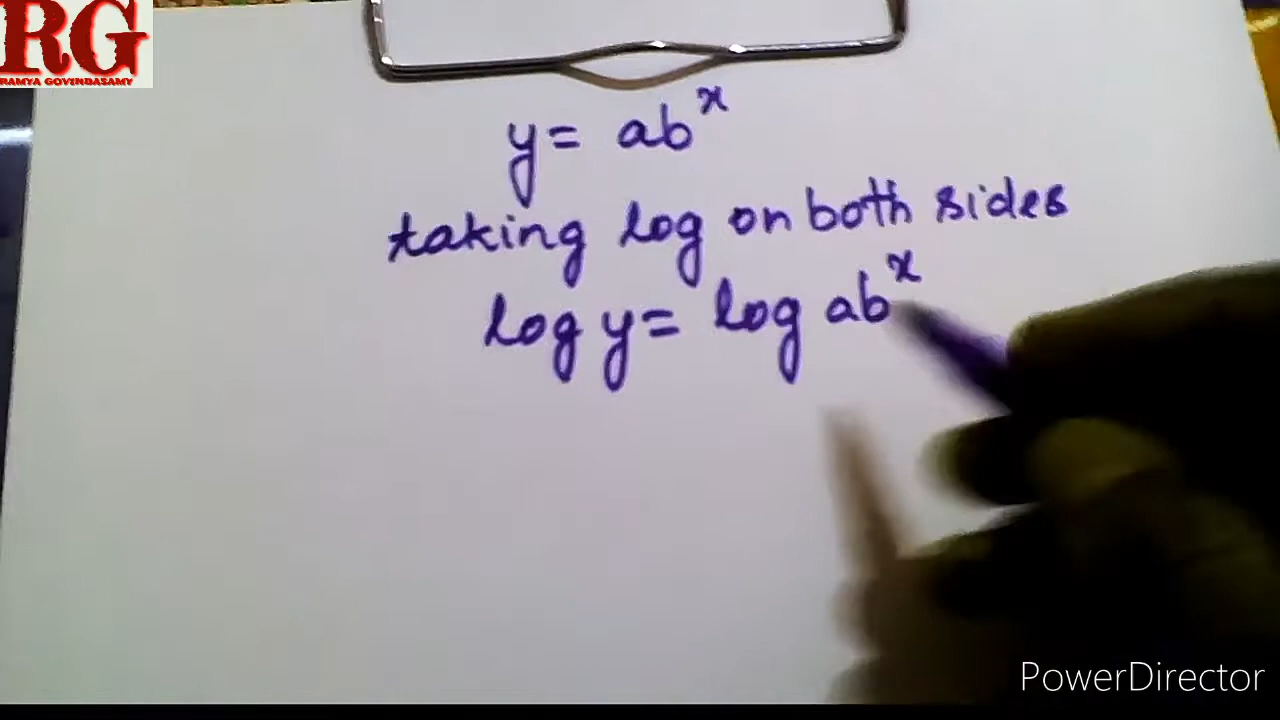 RG
RAMYA GOVINDASAMY
y = ab^x
taking log on both sides
log y = log ab^x
PowerDirector